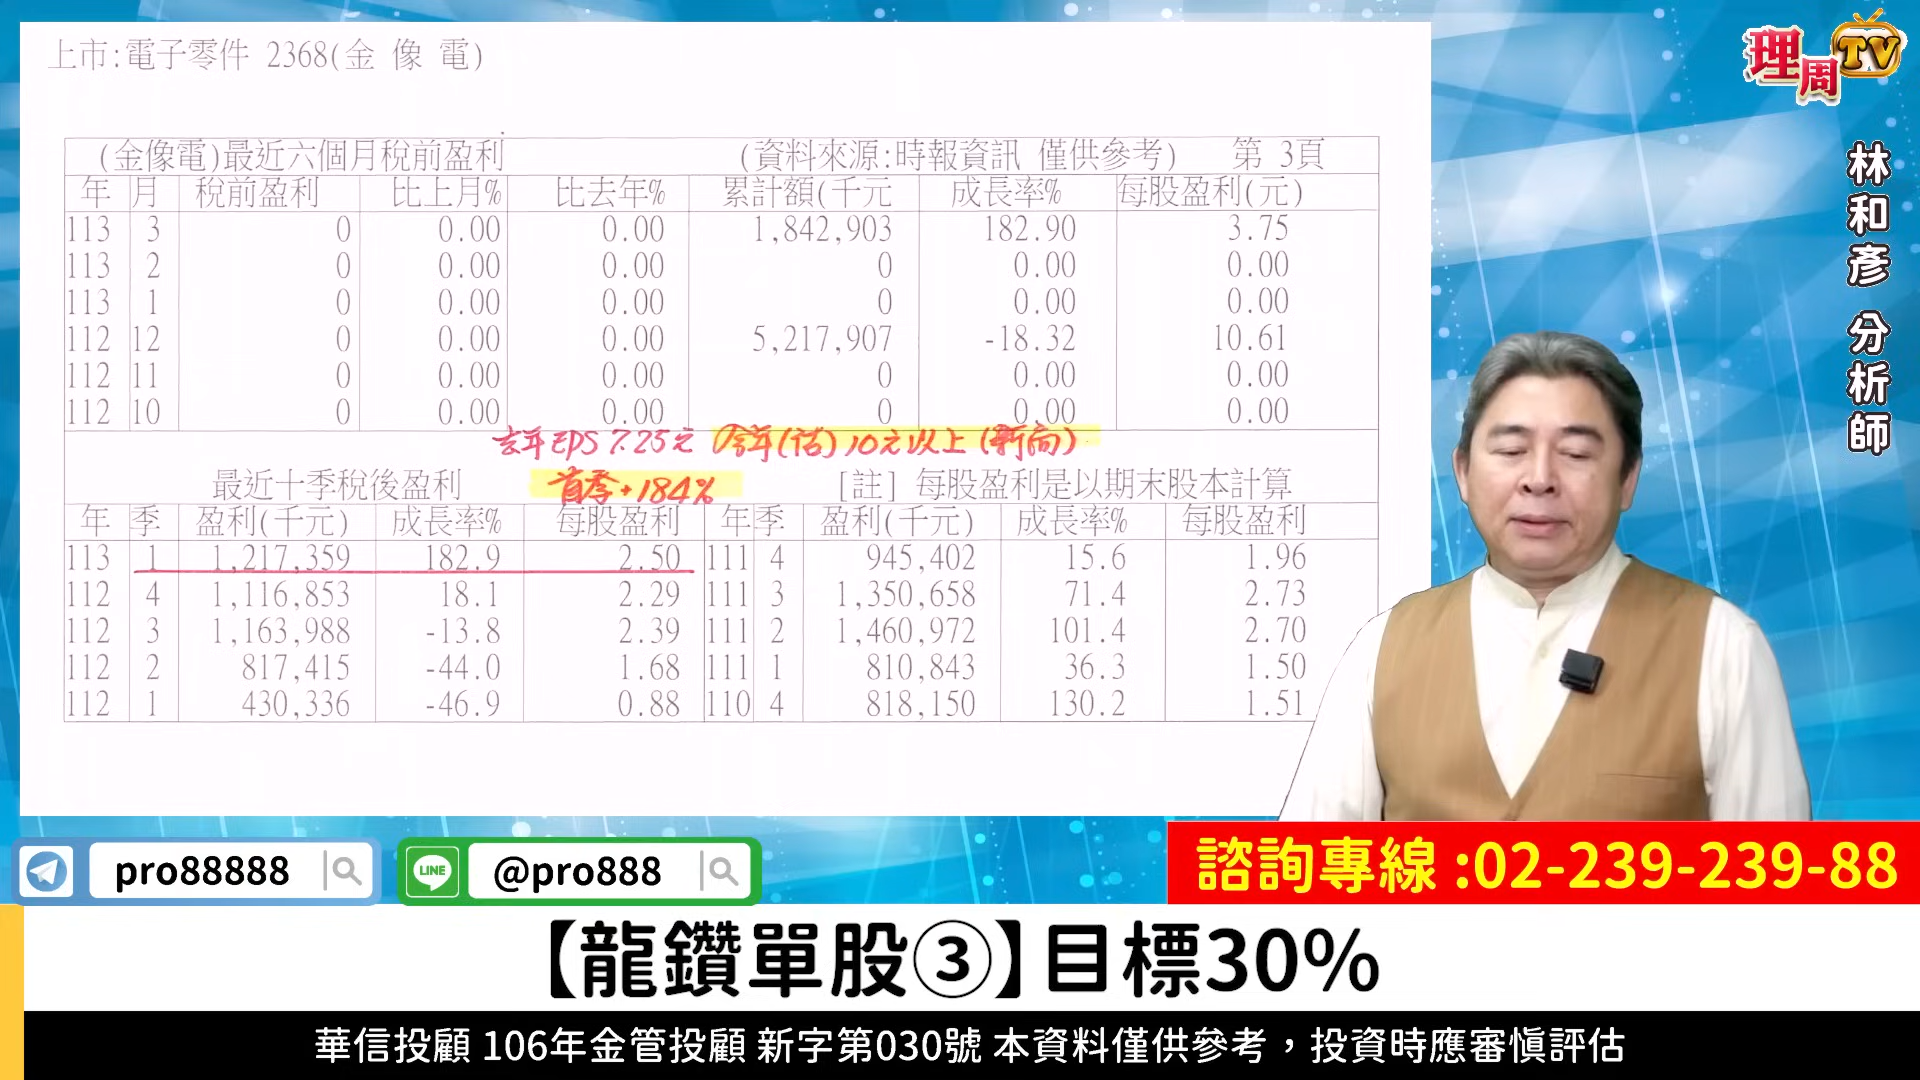 上市:電子零件 2368(金 像 電)
理周TV
林和彥 分析師
(金像電)最近六個月稅前盈利 (資料來源:時報資訊 僅供參考) 第 3頁
年 月 稅前盈利 比上月% 比去年% 累計額(千元 成長率% 每股盈利(元)
113 3 0 0.00 0.00 1,842,903 182.90 3.75
113 2 0 0.00 0.00 0 0.00 0.00
113 1 0 0.00 0.00 0 0.00 0.00
112 12 0 0.00 0.00 5,217,907 -18.32 10.61
112 11 0 0.00 0.00 0 0.00 0.00
112 10 0 0.00 0.00 0 0.00 0.00
去年EPS 7.25元 今年(估)10元以上(新高)
最近十季稅後盈利 首季+184% [註] 每股盈利是以期末股本計算
年 季 盈利(千元) 成長率% 每股盈利 年 季 盈利(千元) 成長率% 每股盈利
113 1 1,217,359 182.9 2.50 111 4 945,402 15.6 1.96
112 4 1,116,853 18.1 2.29 111 3 1,350,658 71.4 2.73
112 3 1,163,988 -13.8 2.39 111 2 1,460,972 101.4 2.70
112 2 817,415 -44.0 1.68 111 1 810,843 36.3 1.50
112 1 430,336 -46.9 0.88 110 4 818,150 130.2 1.51
pro88888
LINE @pro888
諮詢專線 :02-239-239-88
【龍鑽單股③】目標30%
華信投顧 106年金管投顧 新字第030號 本資料僅供參考，投資時應審慎評估